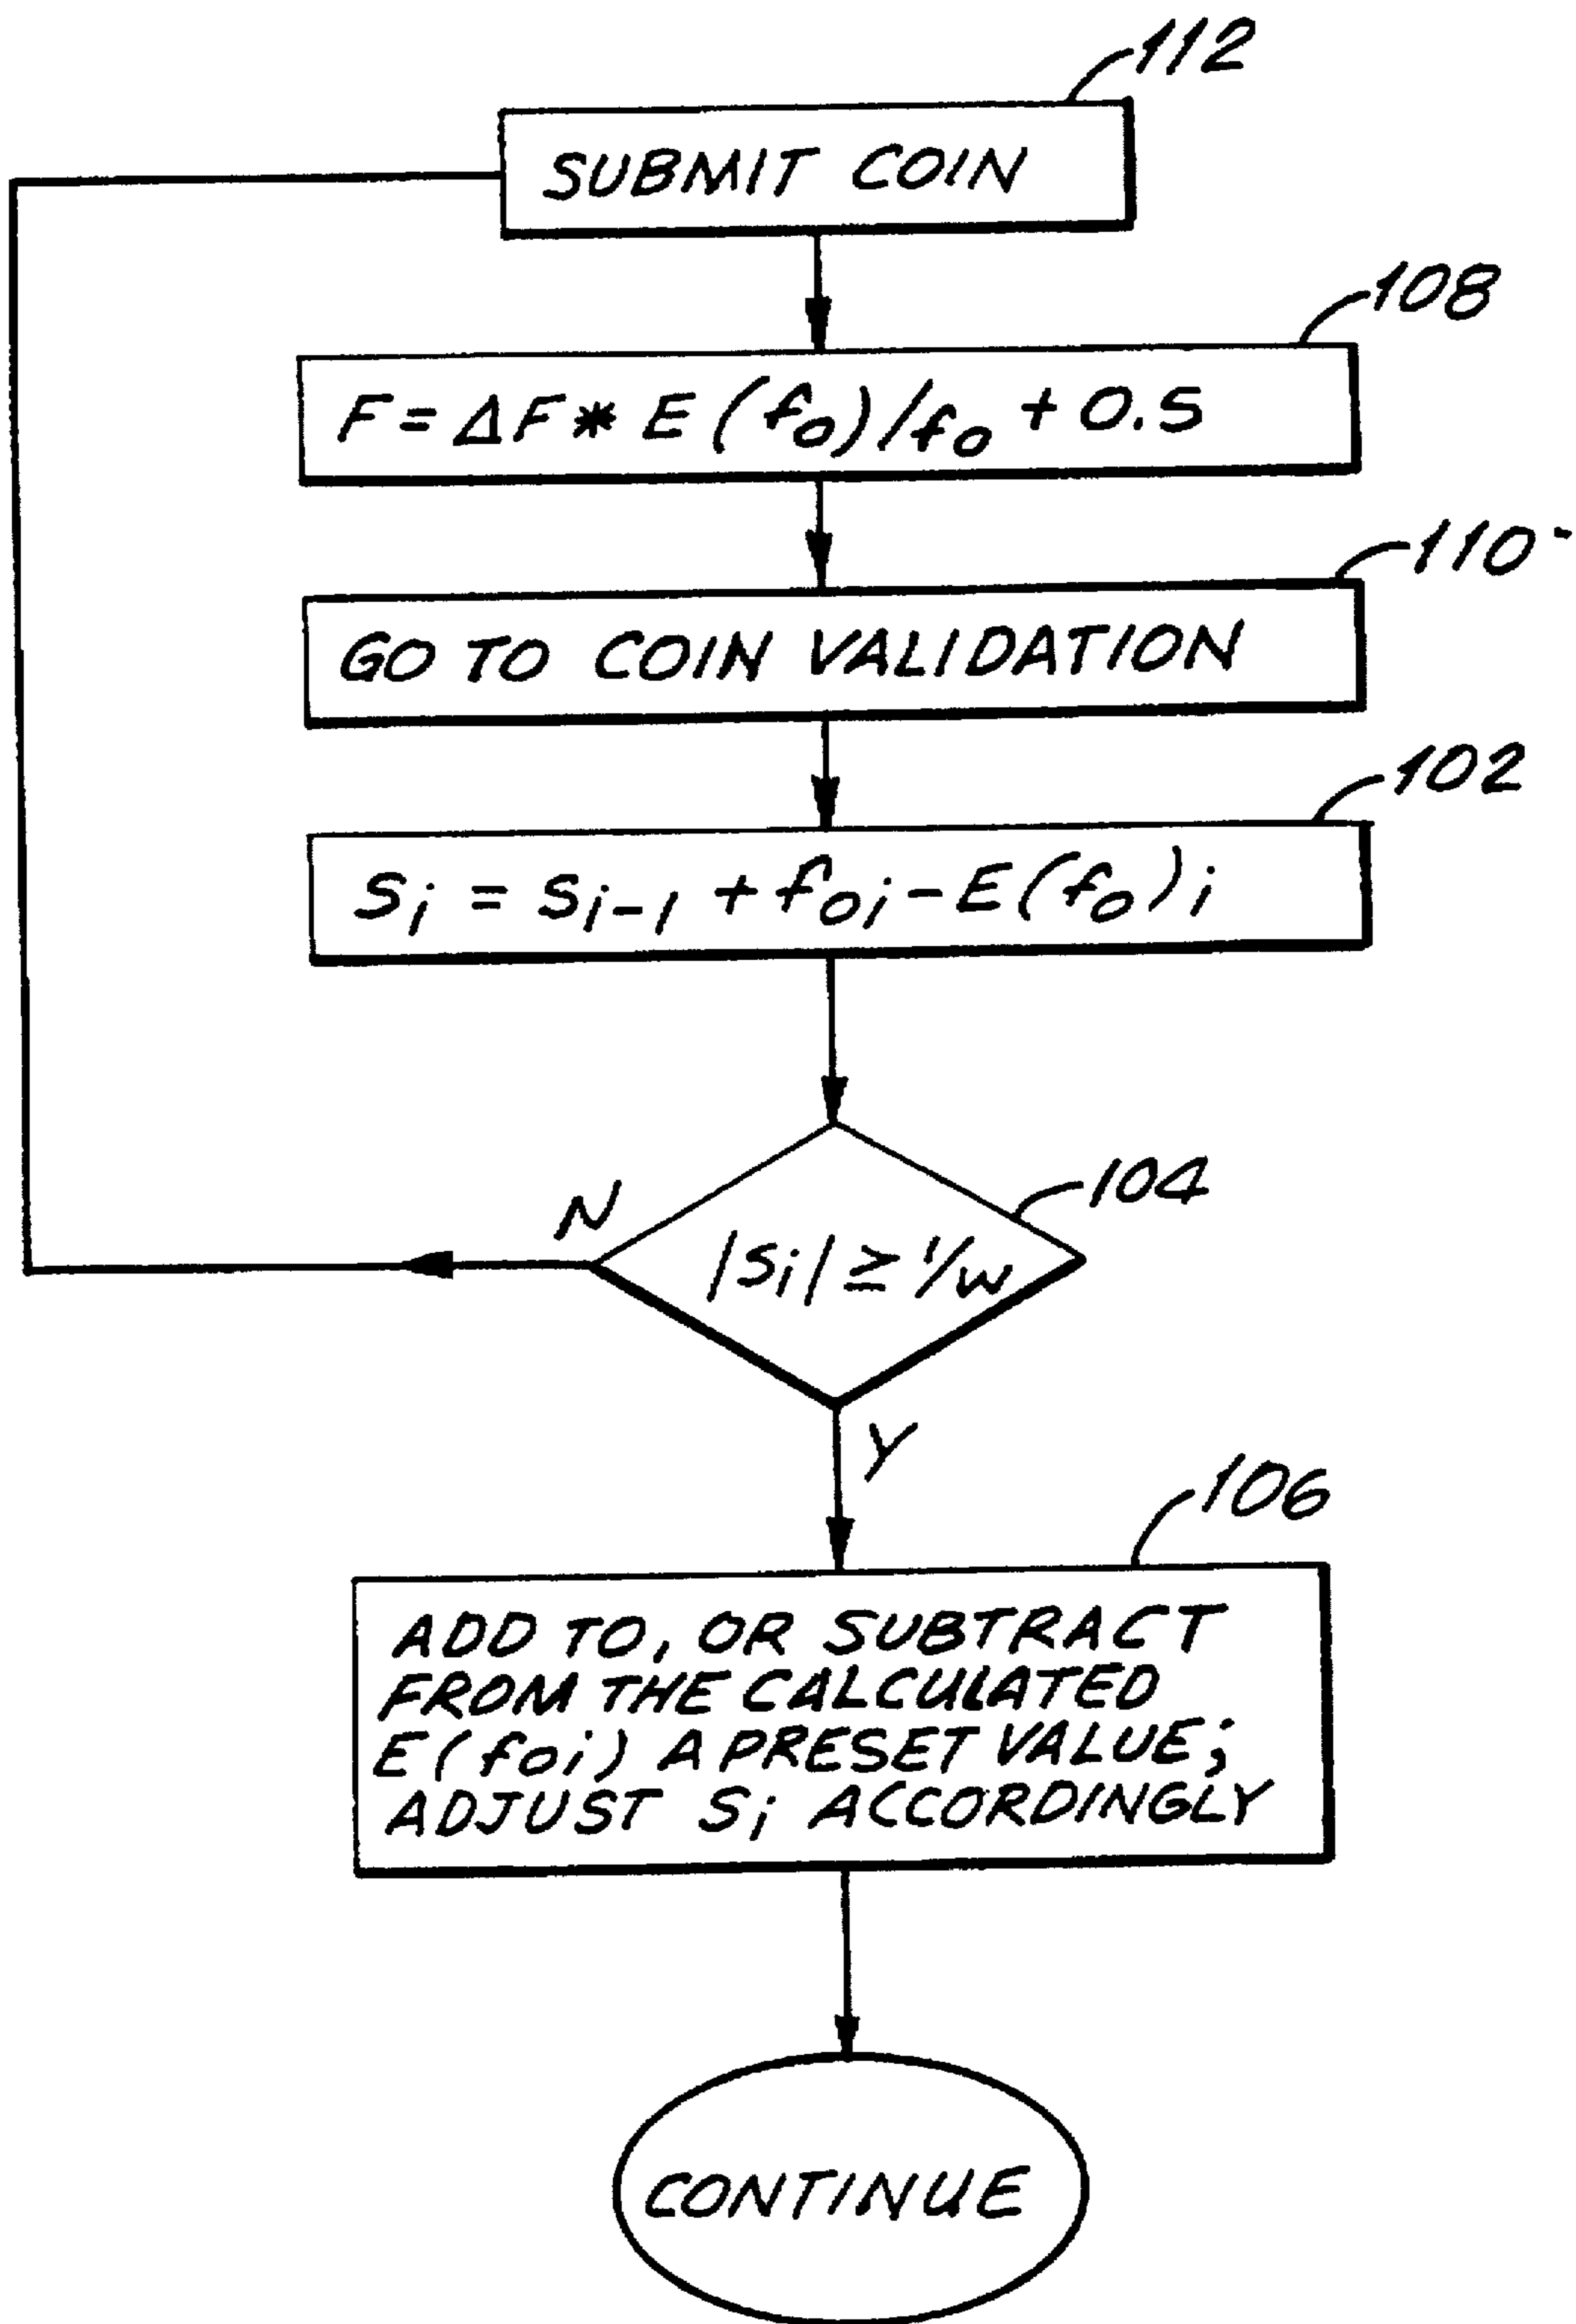 112
SUBMIT COIN
108
F = ΔF * E (f₀)/f₀ + 0.5
110
GO TO COIN VALIDATION
102
Sᵢ = Sᵢ₋₁ + f₀ᵢ - E(f₀)ᵢ
104
N
|Sᵢ| ≥ 1/W
Y
106
ADD TO, OR SUBTRACT
FROM THE CALCULATED
E(f₀ᵢ) A PRESET VALUE;
ADJUST Sᵢ ACCORDINGLY
CONTINUE